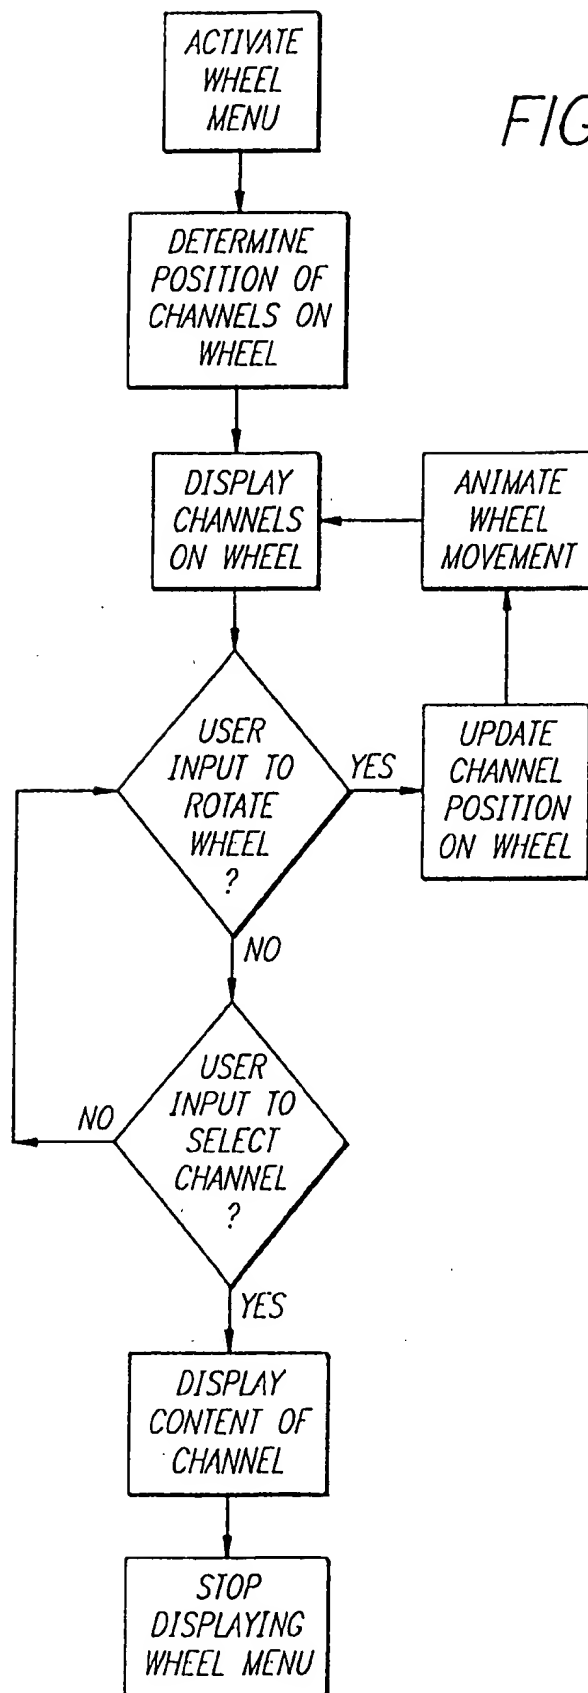 ACTIVATE
WHEEL
MENU
FIG
DETERMINE
POSITION OF
CHANNELS ON
WHEEL
DISPLAY
CHANNELS
ON WHEEL
ANIMATE
WHEEL
MOVEMENT
USER
INPUT TO
ROTATE
WHEEL
?
YES
UPDATE
CHANNEL
POSITION
ON WHEEL
NO
USER
INPUT TO
SELECT
CHANNEL
?
NO
YES
DISPLAY
CONTENT OF
CHANNEL
STOP
DISPLAYING
WHEEL MENU